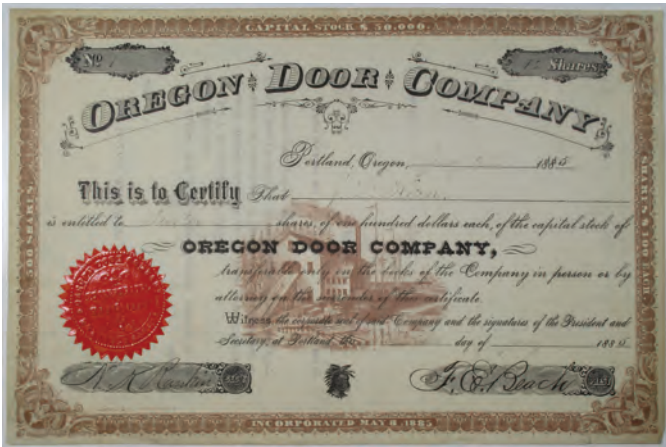 CAPITAL STOCK $ 50,000.
No
Shares
OREGON DOOR COMPANY
Portland, Oregon, 1885
This is to Certify That
is entitled to shares, of one hundred dollars each, of the capital stock of
OREGON DOOR COMPANY,
transferable only on the books of the Company in person or by
attorney on the surrender of this certificate.
Witness the corporate seal of said Company and the signatures of the President and
Secretary, at Portland, this day of 188
F. E. Beach
500 SHARES
SHARES $ 100 EACH.
INCORPORATED MAY 8, 1885